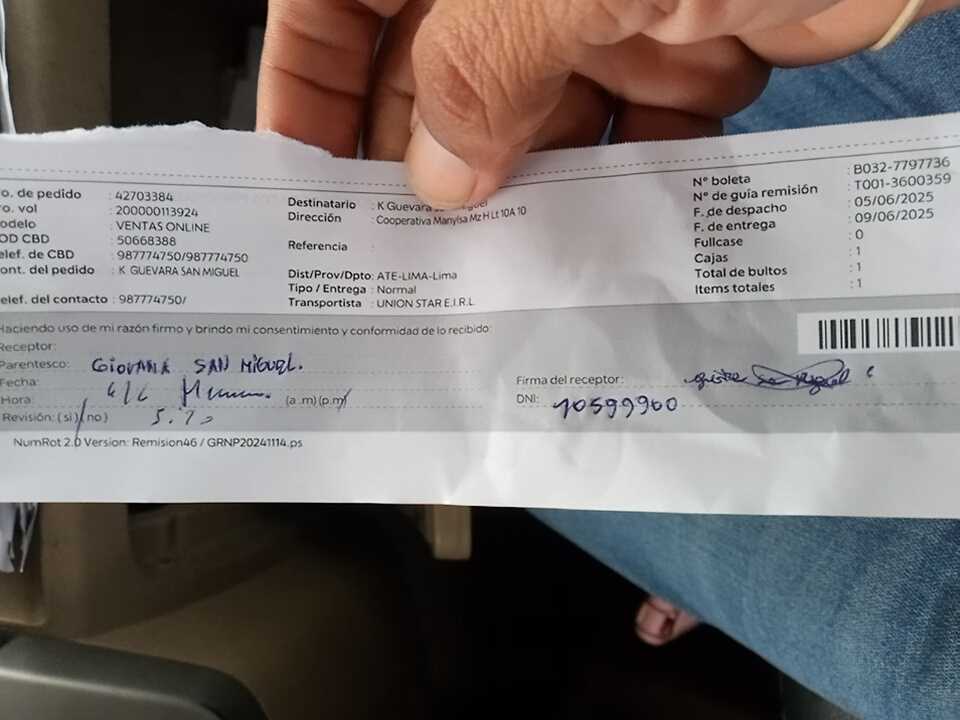 o. de pedido : 42703384
ro. vol : 200000113924
odelo : VENTAS ONLINE
OD CBD : 50668388
elef. de CBD : 987774750/987774750
ont. del pedido : K GUEVARA SAN MIGUEL
elef. del contacto : 987774750/
Destinatario : K Guevara
Dirección : Cooperativa Manylsa Mz H Lt 10A 10
Referencia :
Dist/Prov/Dpto: ATE-LIMA-Lima
Tipo / Entrega : Normal
Transportista : UNION STAR E.I.R.L
N° boleta : B032-7797736
N° de guía remisión : T001-3600359
F. de despacho : 05/06/2025
F. de entrega : 09/06/2025
Fullcase : 0
Cajas : 1
Total de bultos : 1
Items totales : 1
Haciendo uso de mi razón firmo y brindo mi consentimiento y conformidad de lo recibido:
Receptor:
Parentesco: GIOVANA SAN MIGUEL.
Fecha:
Hora: (a.m)(p.m)
Revisión: (si)(no)
Firma del receptor:
DNI: 10599900
NumRot 2.0 Version: Remision46 / GRNP20241114.ps